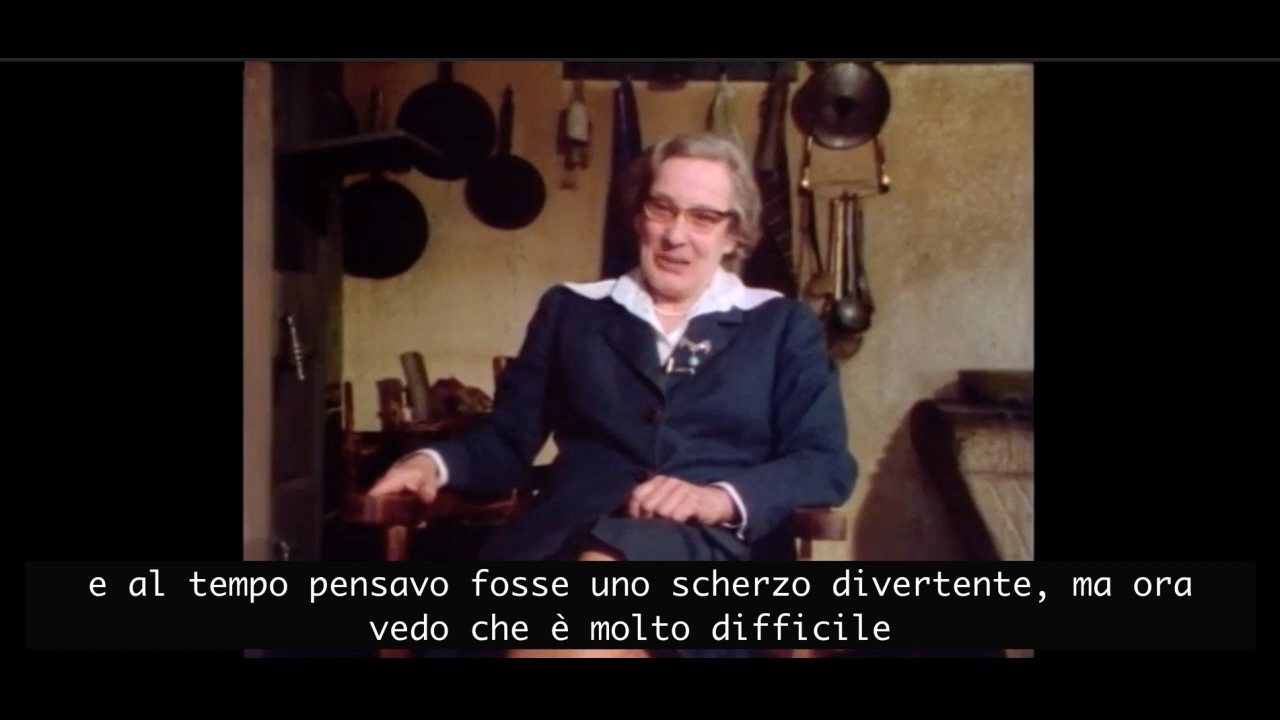 e al tempo pensavo fosse uno scherzo divertente, ma ora
vedo che è molto difficile